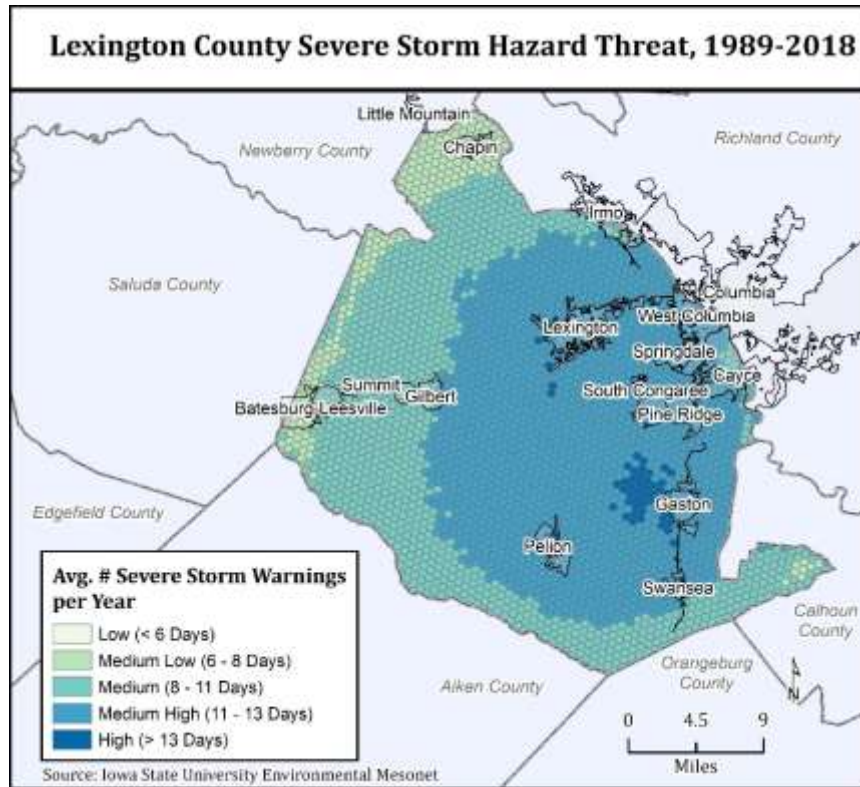 Lexington County Severe Storm Hazard Threat, 1989-2018
Little Mountain
Newberry County
Chapin
Richland County
Irmo
Saluda County
Columbia
Lexington
West Columbia
Springdale
Summit
Gilbert
South Congaree
Cayce
Batesburg-Leesville
Pine Ridge
Edgefield County
Gaston
Pelion
Swansea
Calhoun
County
Orangeburg
County
Aiken County
N
Avg. # Severe Storm Warnings
per Year
Low (< 6 Days)
Medium Low (6 - 8 Days)
Medium (8 - 11 Days)
Medium High (11 - 13 Days)
High (> 13 Days)
0 4.5 9
Miles
Source: Iowa State University Environmental Mesonet